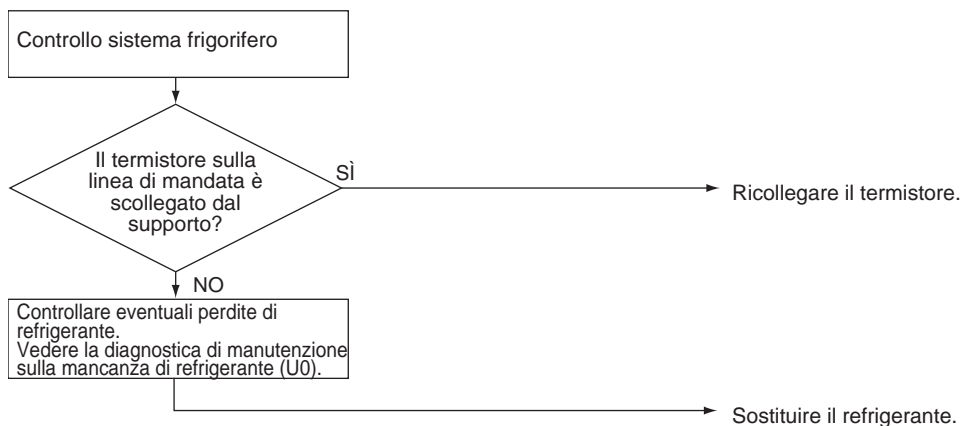 Controllo sistema frigorifero
Il termistore sulla
linea di mandata è
scollegato dal
supporto?
SÌ
Ricollegare il termistore.
NO
Controllare eventuali perdite di
refrigerante.
Vedere la diagnostica di manutenzione
sulla mancanza di refrigerante (U0).
Sostituire il refrigerante.